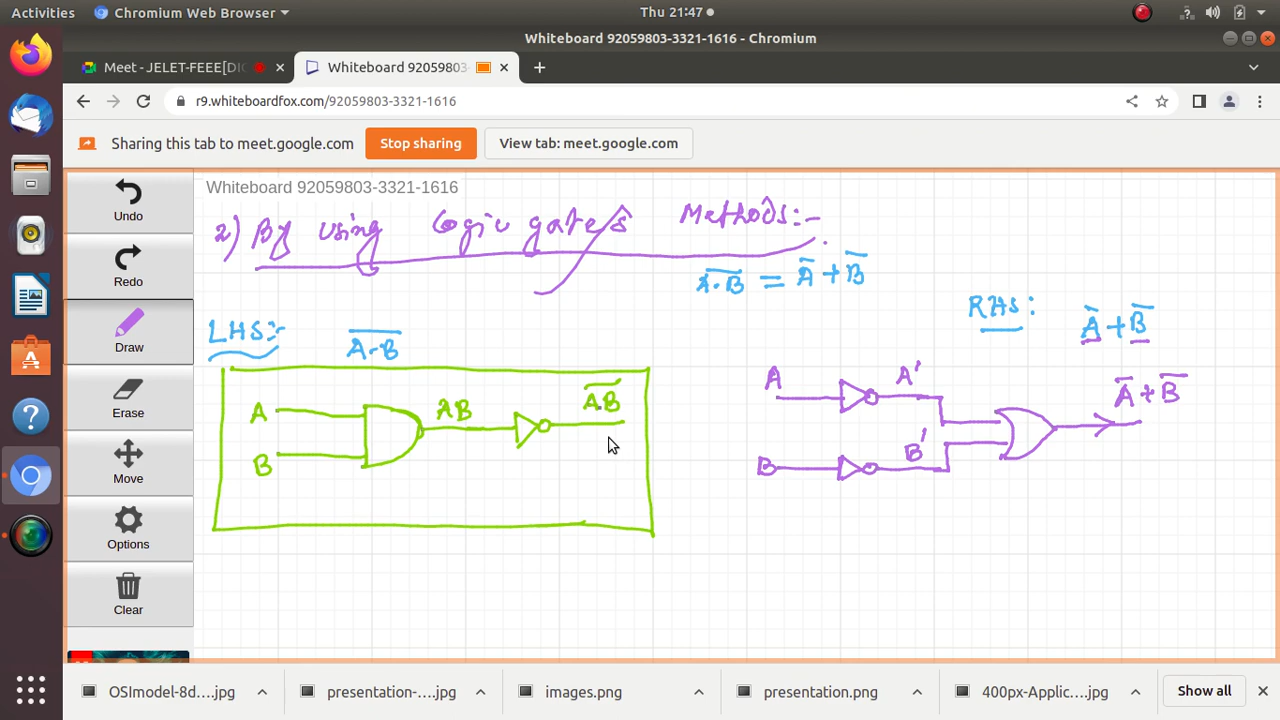 Activities
Chromium Web Browser
Thu 21:47
Whiteboard 92059803-3321-1616 - Chromium
Meet - JELET-FEEE[DI
Whiteboard 92059803-
r9.whiteboardfox.com/92059803-3321-1616
Sharing this tab to meet.google.com
Stop sharing
View tab: meet.google.com
Undo
Redo
Draw
Erase
Move
Options
Clear
Whiteboard 92059803-3321-1616
2) By using Logic gates Methods:-
A̅·̅B̅ = A̅ + B̅
LHS:
A̅·̅B̅
RHS:
A̅ + B̅
A
B
AB
A̅.̅B̅
A
A'
B
B'
A̅ + B̅
OSImodel-8d....jpg
presentation-....jpg
images.png
presentation.png
400px-Applic....jpg
Show all